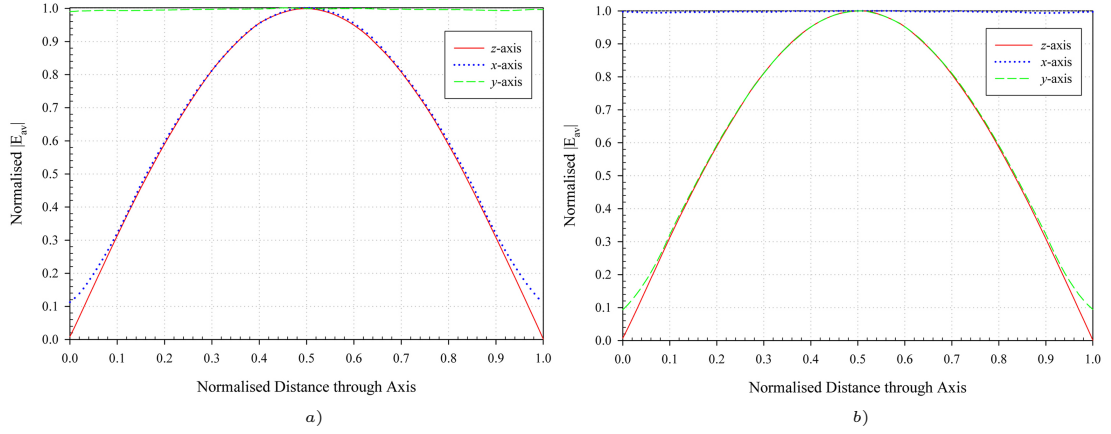 1.0
0.9
0.8
0.7
0.6
0.5
0.4
0.3
0.2
0.1
0.0
Normalised |E_av|
z-axis
x-axis
y-axis
0.0 0.1 0.2 0.3 0.4 0.5 0.6 0.7 0.8 0.9 1.0
Normalised Distance through Axis
a)
1.0
0.9
0.8
0.7
0.6
0.5
0.4
0.3
0.2
0.1
0.0
Normalised |E_av|
z-axis
x-axis
y-axis
0.0 0.1 0.2 0.3 0.4 0.5 0.6 0.7 0.8 0.9 1.0
Normalised Distance through Axis
b)